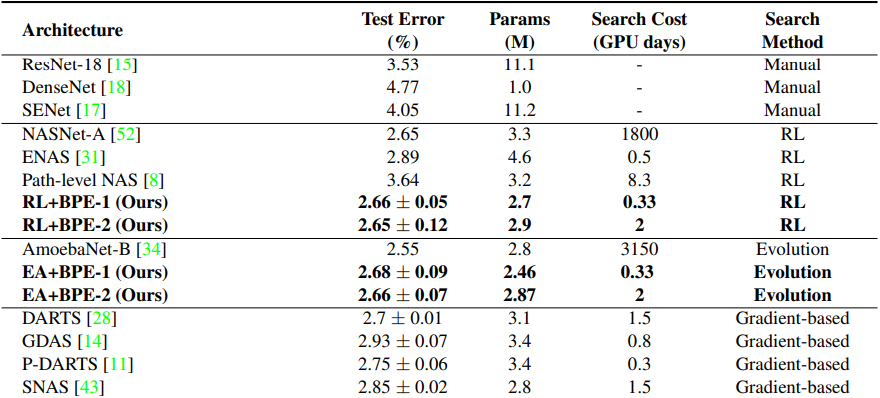 Architecture Test Error (%) Params (M) Search Cost (GPU days) Search Method
ResNet-18 [15] 3.53 11.1 - Manual
DenseNet [18] 4.77 1.0 - Manual
SENet [17] 4.05 11.2 - Manual
NASNet-A [52] 2.65 3.3 1800 RL
ENAS [31] 2.89 4.6 0.5 RL
Path-level NAS [8] 3.64 3.2 8.3 RL
RL+BPE-1 (Ours) 2.66 ± 0.05 2.7 0.33 RL
RL+BPE-2 (Ours) 2.65 ± 0.12 2.9 2 RL
AmoebaNet-B [34] 2.55 2.8 3150 Evolution
EA+BPE-1 (Ours) 2.68 ± 0.09 2.46 0.33 Evolution
EA+BPE-2 (Ours) 2.66 ± 0.07 2.87 2 Evolution
DARTS [28] 2.7 ± 0.01 3.1 1.5 Gradient-based
GDAS [14] 2.93 ± 0.07 3.4 0.8 Gradient-based
P-DARTS [11] 2.75 ± 0.06 3.4 0.3 Gradient-based
SNAS [43] 2.85 ± 0.02 2.8 1.5 Gradient-based